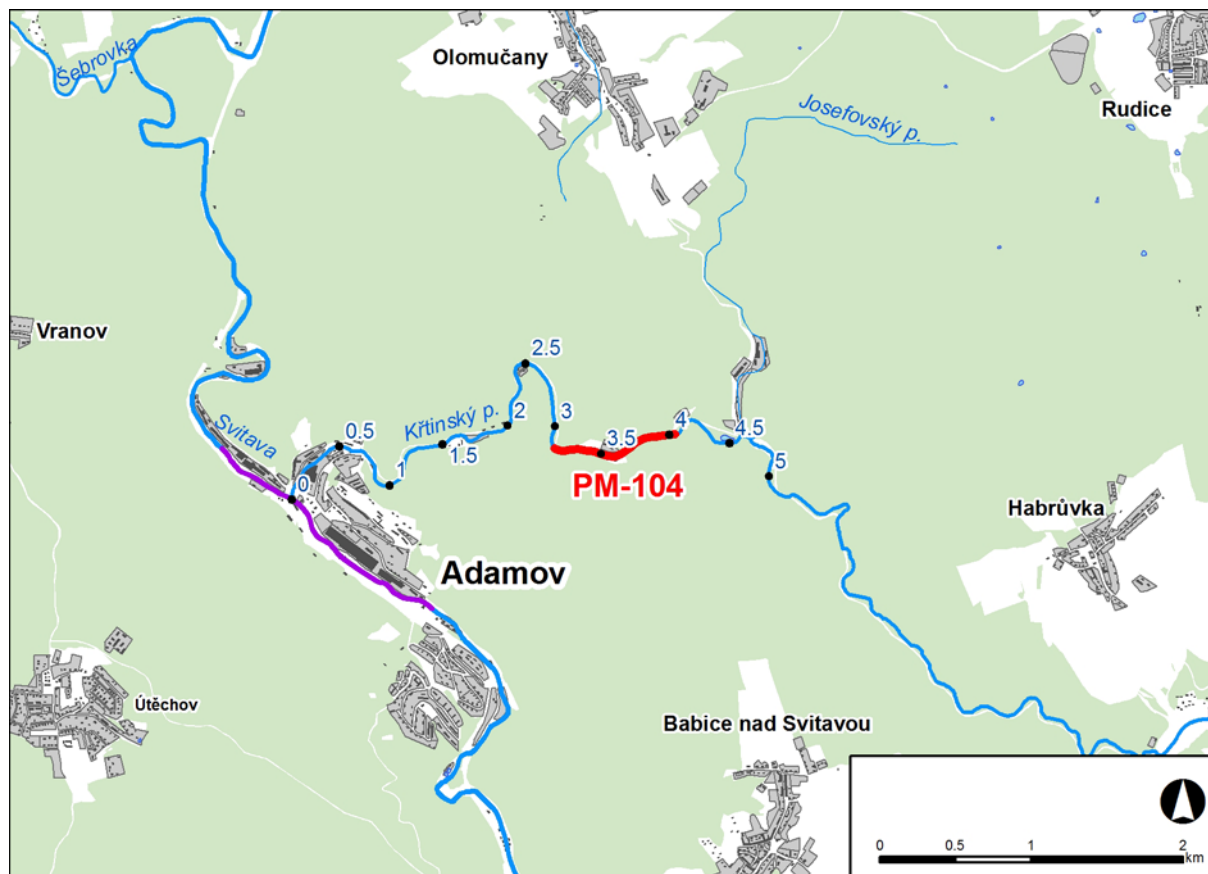 Olomučany
Šebrovka
Josefovský p.
Rudice
Vranov
2.5
Svitava
0.5
Křtinský p.
2
3
3.5
4
4.5
1.5
1
5
0
PM-104
Habrůvka
Adamov
Útěchov
Babice nad Svitavou
0 0.5 1 2
km